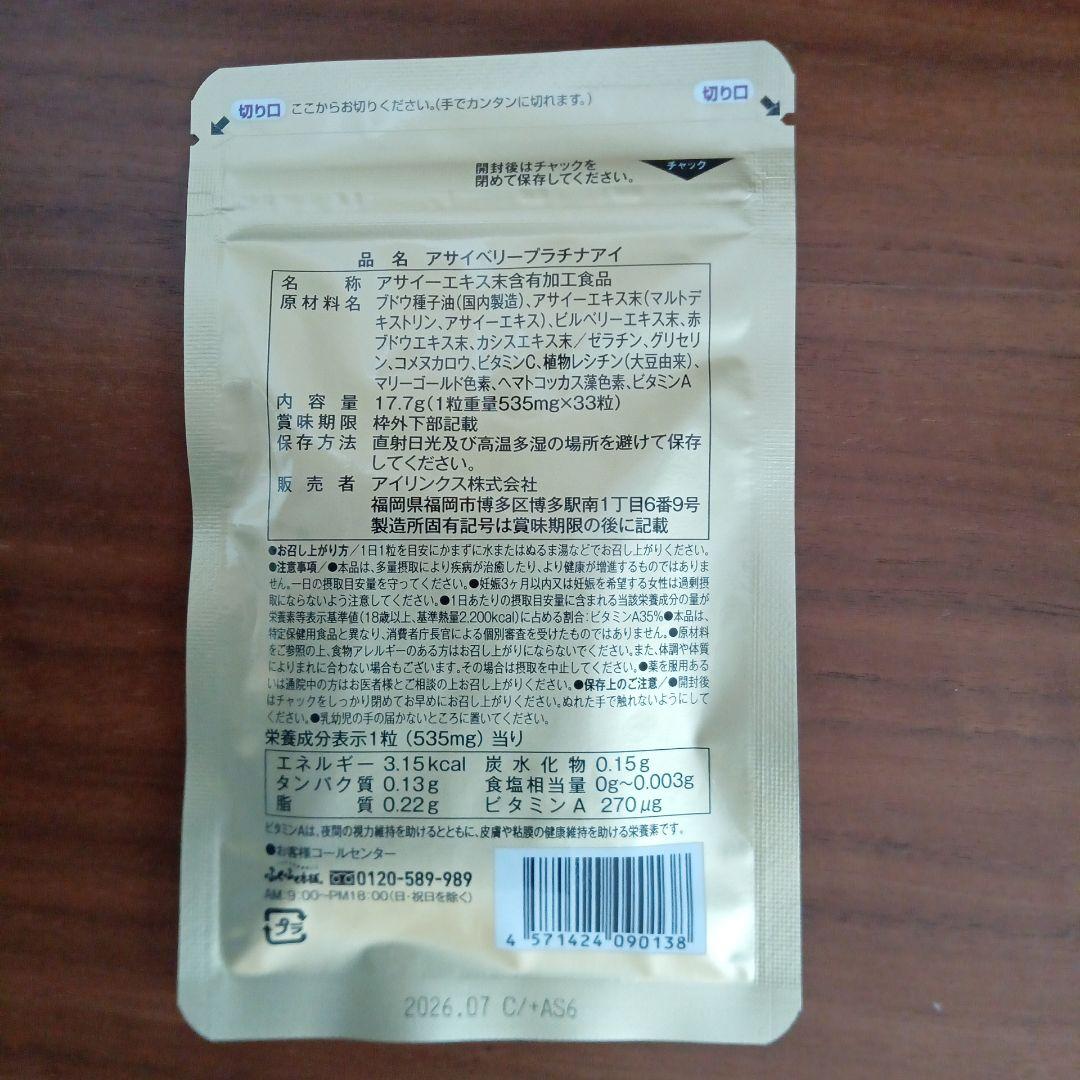 切り口 ここからお切りください。(手でカンタンに切れます。) 切り口
開封後はチャックを
閉めて保存してください。
チャック
品名 アサイベリープラチナアイ
名称 アサイーエキス末含有加工食品
原材料名 ブドウ種子油(国内製造)、アサイーエキス末(マルトデ
キストリン、アサイーエキス)、ビルベリーエキス末、赤
ブドウエキス末、カシスエキス末/ゼラチン、グリセリ
ン、コメヌカロウ、ビタミンC、植物レシチン(大豆由来)、
マリーゴールド色素、ヘマトコッカス藻色素、ビタミンA
内容量 17.7g(1粒重量535mg×33粒)
賞味期限 枠外下部記載
保存方法 直射日光及び高温多湿の場所を避けて保存
してください。
販売者 アイリンクス株式会社
福岡県福岡市博多区博多駅南1丁目6番9号
製造所固有記号は賞味期限の後に記載
●お召し上がり方/1日1粒を目安にかまずに水またはぬるま湯などでお召し上がりください。
●注意事項/●本品は、多量摂取により疾病が治癒したり、より健康が増進するものではありま
せん。一日の摂取目安量を守ってください。●妊娠3ヶ月以内又は妊娠を希望する女性は過剰摂
取にならないよう注意してください。●1日あたりの摂取目安量に含まれる当該栄養成分の量が
栄養素等表示基準値(18歳以上、基準熱量2,200kcal)に占める割合:ビタミンA35%●本品は、
特定保健用食品と異なり、消費者庁長官による個別審査を受けたものではありません。●原材料
をご参照の上、食物アレルギーのある方はお召し上がりにならないでください。また、体調や体質
によりまれに合わない場合もございます。その場合は摂取を中止してください。●薬を服用ある
いは通院中の方はお医者様とご相談の上お召し上がりください。●保存上のご注意/●開封後
はチャックをしっかり閉めてお早めにお召し上がりください。ぬれた手で触れないようにして
ください。●乳幼児の手の届かないところに置いてください。
栄養成分表示1粒(535mg)当り
エネルギー 3.15kcal 炭水化物 0.15g
タンパク質 0.13g 食塩相当量 0g~0.003g
脂質 0.22g ビタミンA 270μg
ビタミンAは、夜間の視力維持を助けるとともに、皮膚や粘膜の健康維持を助ける栄養素です。
●お客様コールセンター
0120-589-989
AM:9:00~PM18:00(日・祝日を除く)
プラ
4 571424 090138
2026.07 C/+AS6